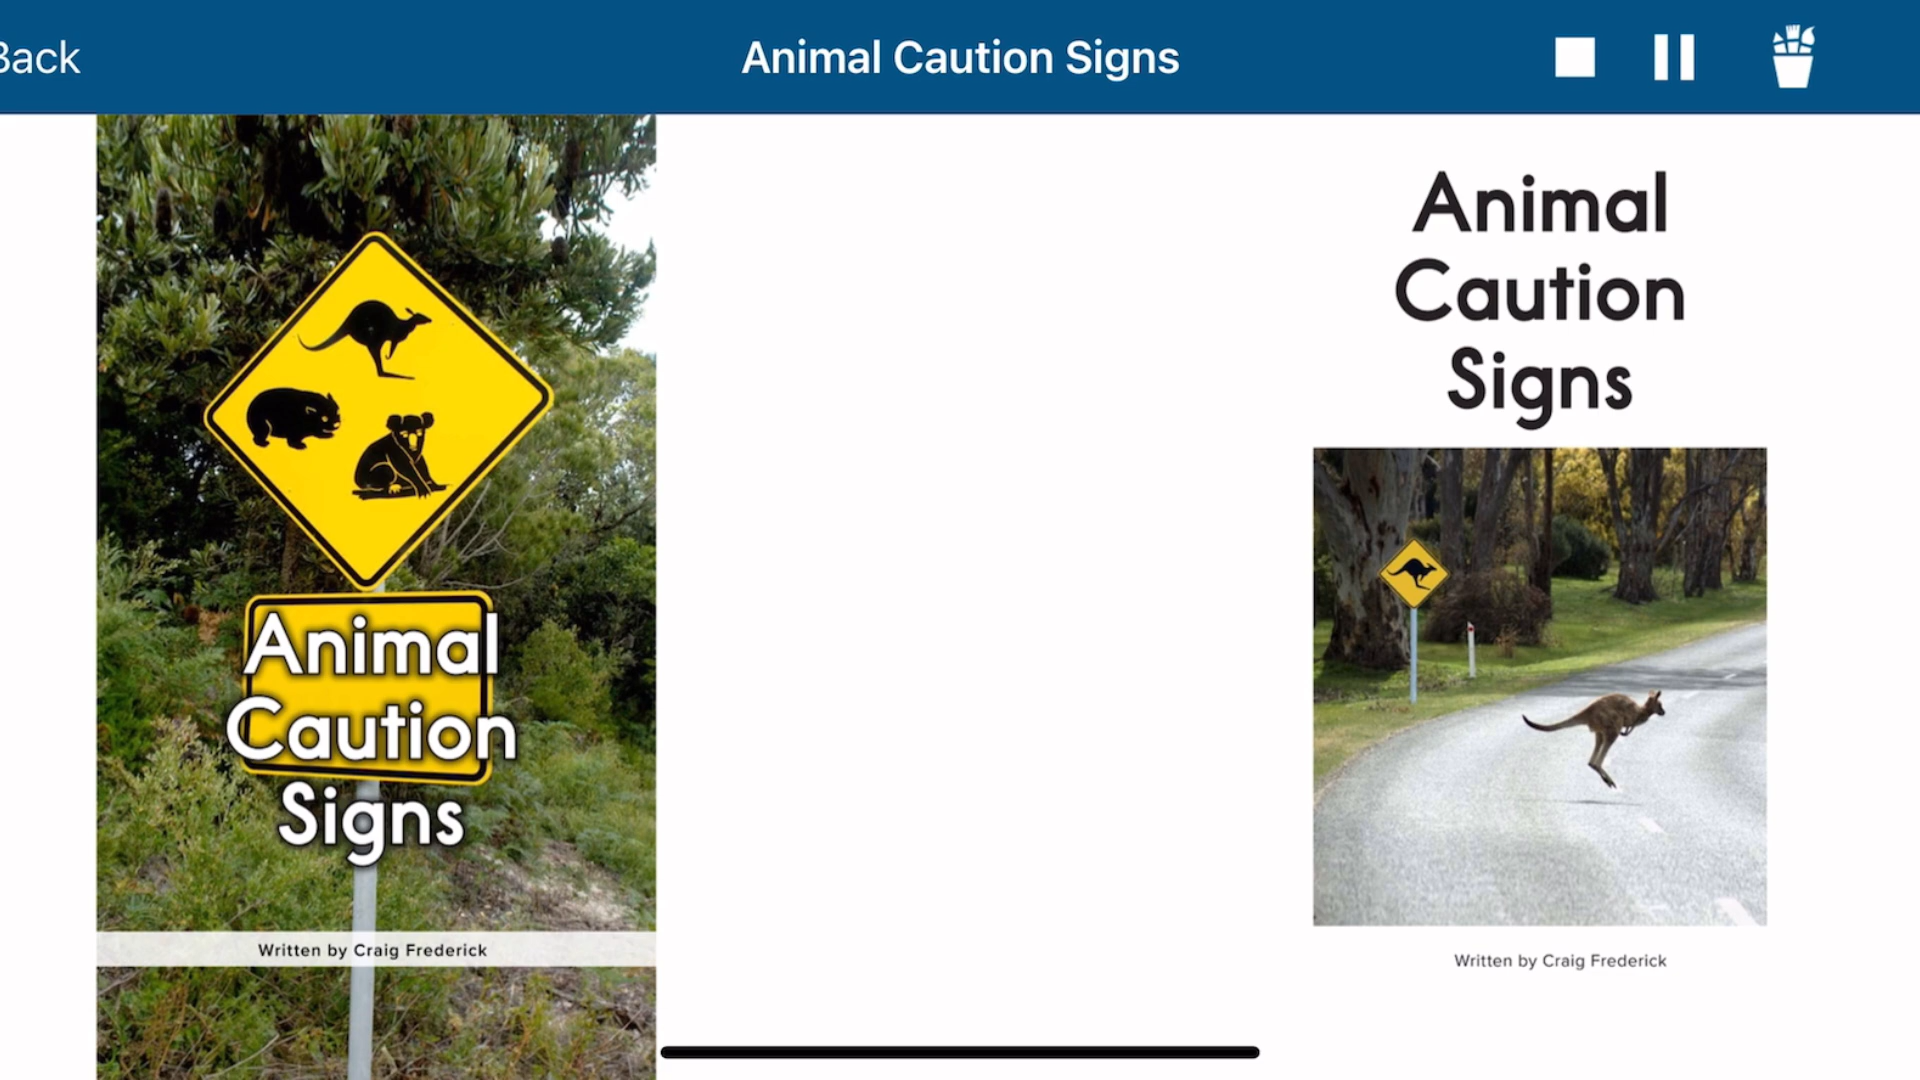 Back
Animal Caution Signs
Animal
Caution
Signs
Written by Craig Frederick
Animal
Caution
Signs
Written by Craig Frederick